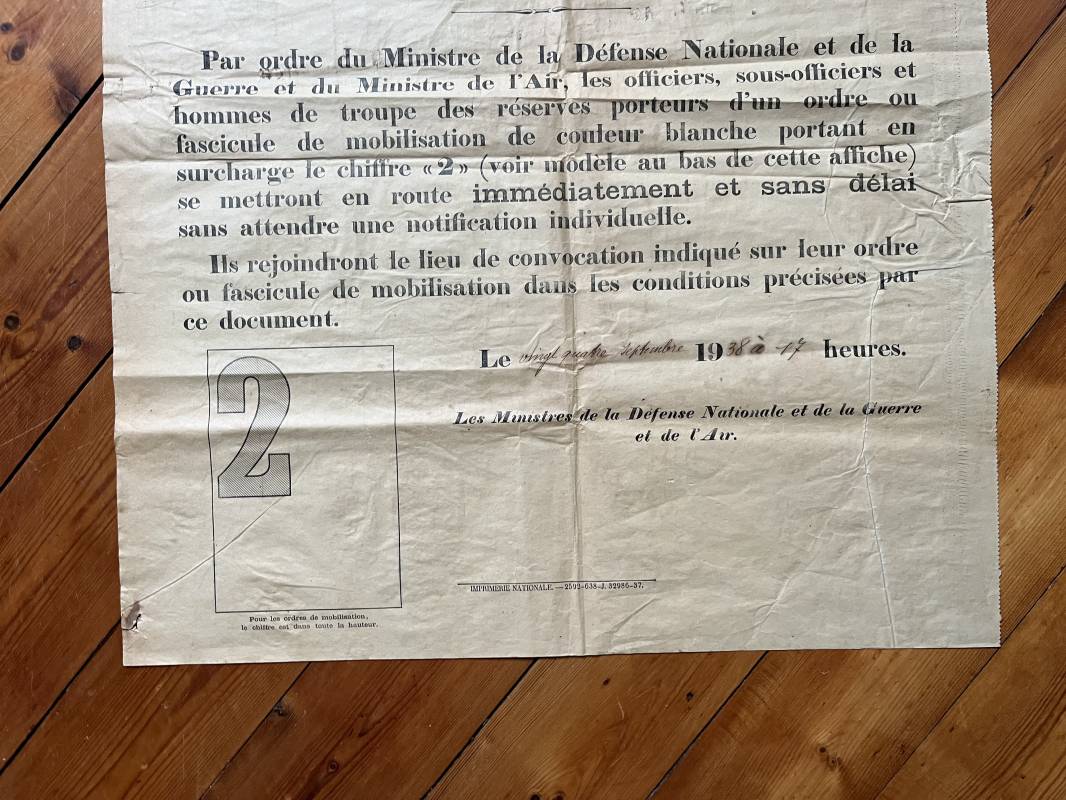 Par ordre du Ministre de la Défense Nationale et de la
Guerre et du Ministre de l'Air, les officiers, sous-officiers et
hommes de troupe des réserves porteurs d'un ordre ou
fascicule de mobilisation de couleur blanche portant en
surcharge le chiffre «2» (voir modèle au bas de cette affiche)
se mettront en route immédiatement et sans délai
sans attendre une notification individuelle.
Ils rejoindront le lieu de convocation indiqué sur leur ordre
ou fascicule de mobilisation dans les conditions précisées par
ce document.
Le vingt quatre septembre 1938 à 17 heures.
2
Les Ministres de la Défense Nationale et de la Guerre
et de l'Air.
IMPRIMERIE NATIONALE. — 2592-638-J. 32986-37.
Pour les ordres de mobilisation,
le chiffre est dans toute la hauteur.